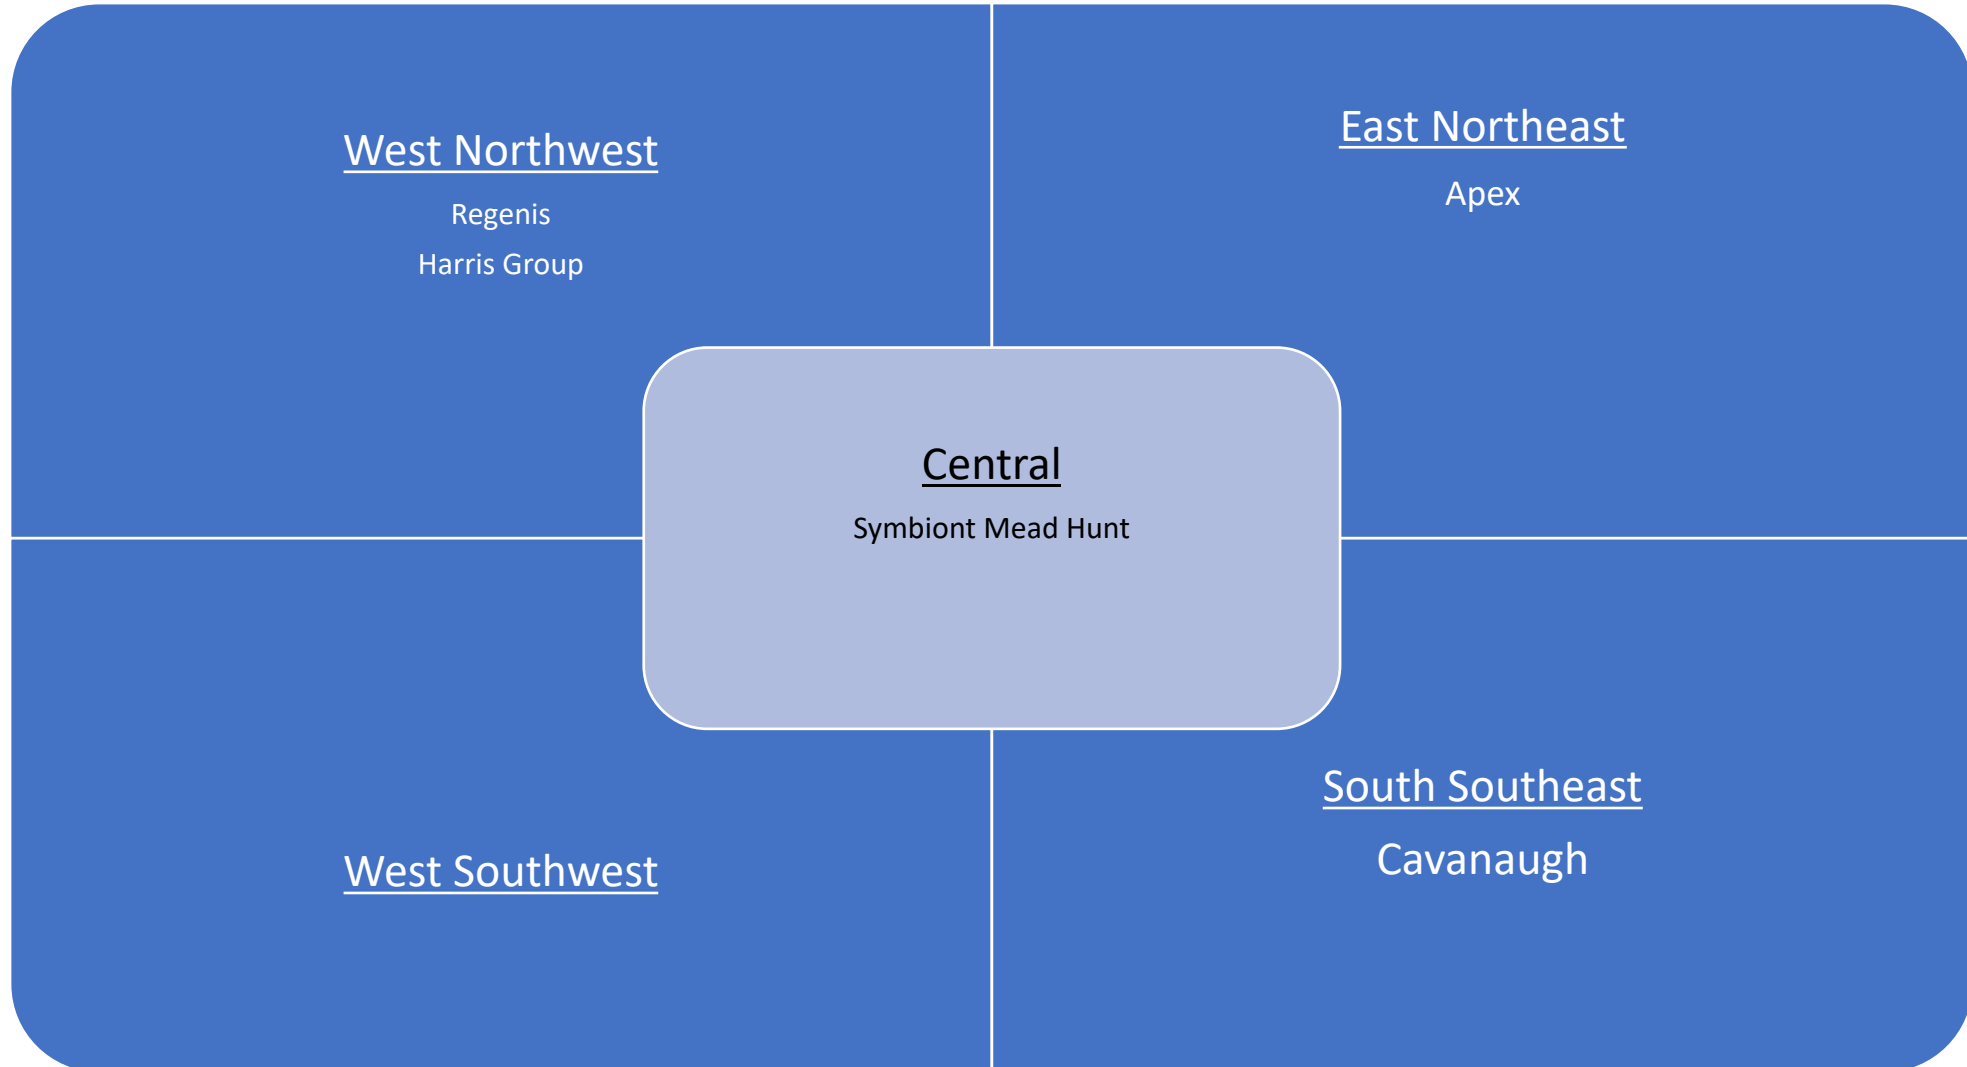 West Northwest
Regenis
Harris Group
East Northeast
Apex
Central
Symbiont Mead Hunt
West Southwest
South Southeast
Cavanaugh